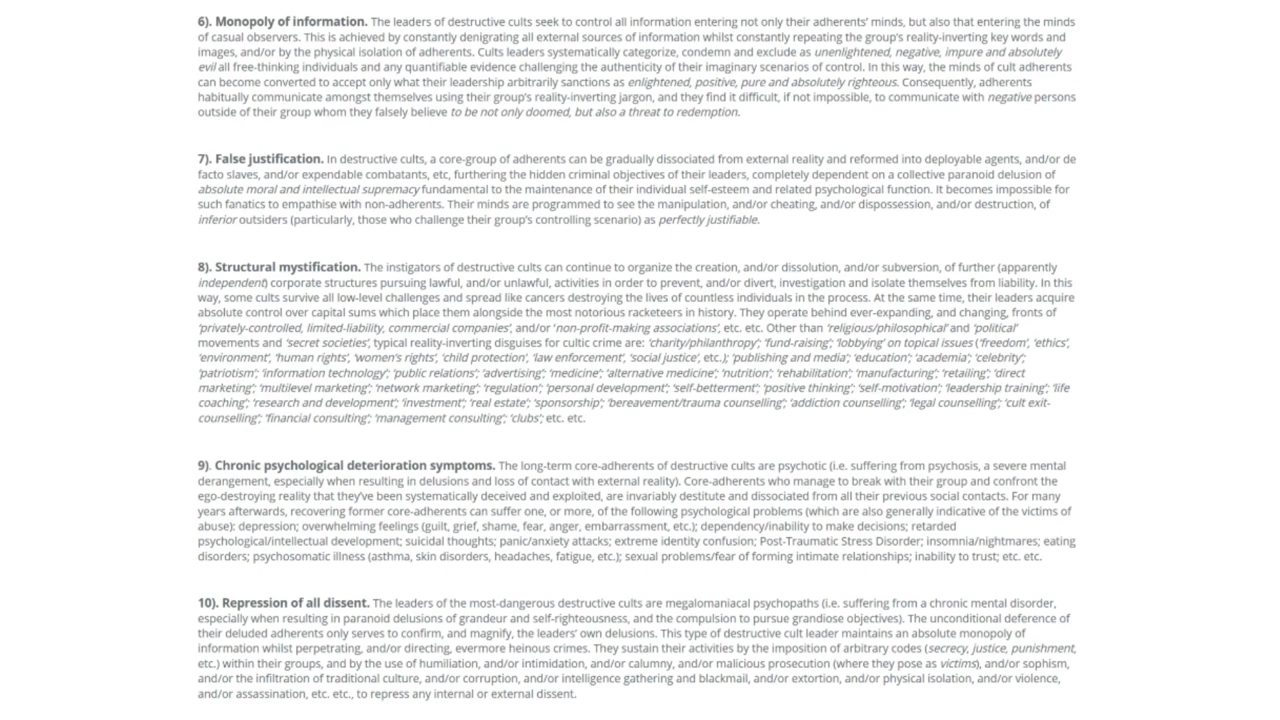 6). Monopoly of information. The leaders of destructive cults seek to control all information entering not only their adherents' minds, but also that entering the minds
of casual observers. This is achieved by constantly denigrating all external sources of information whilst constantly repeating the group's reality-inverting key words and
images, and/or by the physical isolation of adherents. Cults leaders systematically categorize, condemn and exclude as unenlightened, negative, impure and absolutely
evil all free-thinking individuals and any quantifiable evidence challenging the authenticity of their imaginary scenarios of control. In this way, the minds of cult adherents
can become converted to accept only what their leadership arbitrarily sanctions as enlightened, positive, pure and absolutely righteous. Consequently, adherents
habitually communicate amongst themselves using their group's reality-inverting jargon, and they find it difficult, if not impossible, to communicate with negative persons
outside of their group whom they falsely believe to be not only doomed, but also a threat to redemption.
7). False justification. In destructive cults, a core-group of adherents can be gradually dissociated from external reality and reformed into deployable agents, and/or de
facto slaves, and/or expendable combatants, etc, furthering the hidden criminal objectives of their leaders, completely dependent on a collective paranoid delusion of
absolute moral and intellectual supremacy fundamental to the maintenance of their individual self-esteem and related psychological function. It becomes impossible for
such fanatics to empathise with non-adherents. Their minds are programmed to see the manipulation, and/or cheating, and/or dispossession, and/or destruction, of
inferior outsiders (particularly, those who challenge their group's controlling scenario) as perfectly justifiable.
8). Structural mystification. The instigators of destructive cults can continue to organize the creation, and/or dissolution, and/or subversion, of further (apparently
independent) corporate structures pursuing lawful, and/or unlawful, activities in order to prevent, and/or divert, investigation and isolate themselves from liability. In this
way, some cults survive all low-level challenges and spread like cancers destroying the lives of countless individuals in the process. At the same time, their leaders acquire
absolute control over capital sums which place them alongside the most notorious racketeers in history. They operate behind ever-expanding, and changing, fronts of
'privately-controlled, limited-liability, commercial companies', and/or 'non-profit-making associations', etc. etc. Other than 'religious/philosophical' and 'political'
movements and 'secret societies', typical reality-inverting disguises for cultic crime are: 'charity/philanthropy'; 'fund-raising'; 'lobbying' on topical issues ('freedom', 'ethics',
'environment', 'human rights', 'women's rights', 'child protection', 'law enforcement', 'social justice', etc.); 'publishing and media'; 'education'; 'academia'; 'celebrity';
'patriotism'; 'information technology'; 'public relations'; 'advertising'; 'medicine'; 'alternative medicine'; 'nutrition'; 'rehabilitation'; 'manufacturing'; 'retailing'; 'direct
marketing'; 'multilevel marketing'; 'network marketing'; 'regulation'; 'personal development'; 'self-betterment'; 'positive thinking'; 'self-motivation'; 'leadership training'; 'life
coaching'; 'research and development'; 'investment'; 'real estate'; 'sponsorship'; 'bereavement/trauma counselling'; 'addiction counselling'; 'legal counselling'; 'cult exit-
counselling'; 'financial consulting'; 'management consulting'; 'clubs'; etc. etc.
9). Chronic psychological deterioration symptoms. The long-term core-adherents of destructive cults are psychotic (i.e. suffering from psychosis, a severe mental
derangement, especially when resulting in delusions and loss of contact with external reality). Core-adherents who manage to break with their group and confront the
ego-destroying reality that they've been systematically deceived and exploited, are invariably destitute and dissociated from all their previous social contacts. For many
years afterwards, recovering former core-adherents can suffer one, or more, of the following psychological problems (which are also generally indicative of the victims of
abuse): depression; overwhelming feelings (guilt, grief, shame, fear, anger, embarrassment, etc.); dependency/inability to make decisions; retarded
psychological/intellectual development; suicidal thoughts; panic/anxiety attacks; extreme identity confusion; Post-Traumatic Stress Disorder; insomnia/nightmares; eating
disorders; psychosomatic illness (asthma, skin disorders, headaches, fatigue, etc.); sexual problems/fear of forming intimate relationships; inability to trust; etc. etc.
10). Repression of all dissent. The leaders of the most-dangerous destructive cults are megalomaniacal psychopaths (i.e. suffering from a chronic mental disorder,
especially when resulting in paranoid delusions of grandeur and self-righteousness, and the compulsion to pursue grandiose objectives). The unconditional deference of
their deluded adherents only serves to confirm, and magnify, the leaders' own delusions. This type of destructive cult leader maintains an absolute monopoly of
information whilst perpetrating, and/or directing, evermore heinous crimes. They sustain their activities by the imposition of arbitrary codes (secrecy, justice, punishment,
etc.) within their groups, and by the use of humiliation, and/or intimidation, and/or calumny, and/or malicious prosecution (where they pose as victims), and/or sophism,
and/or the infiltration of traditional culture, and/or corruption, and/or intelligence gathering and blackmail, and/or extortion, and/or physical isolation, and/or violence,
and/or assassination, etc. etc., to repress any internal or external dissent.